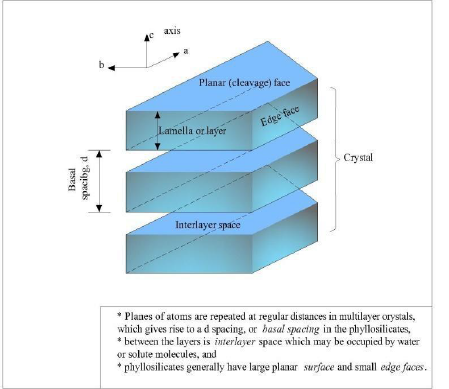 c axis
a
b
Planar (cleavage) face
Edge face
Lamella or layer
Crystal
Basal
spacibg, d
Interlayer space
* Planes of atoms are repeated at regular distances in multilayer orystals,
which gives rise to a d spacing, or basal spacing in the phyllosilicates,
* between the layers is interlayer space which may be occupied by water
or solute molecules, and
* phyllosilicates generally have large planar surface and small edge faces.